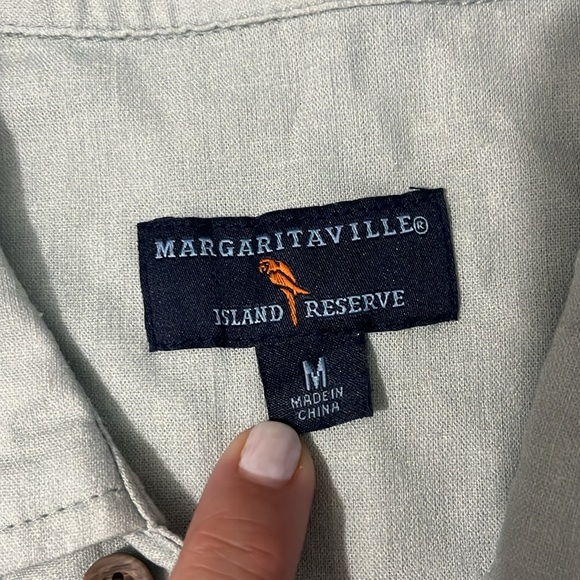 MARGARITAVILLE®
ISLAND RESERVE
M
MADE IN
CHINA